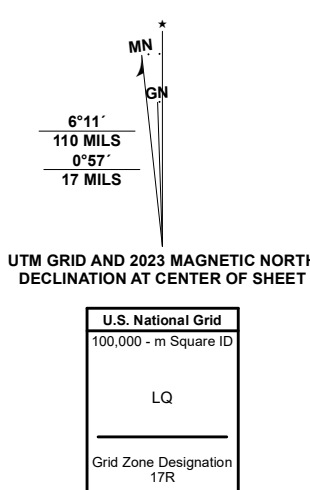 ★
MN
GN
6°11´
110 MILS
0°57´
17 MILS
UTM GRID AND 2023 MAGNETIC NORTH
DECLINATION AT CENTER OF SHEET
U.S. National Grid
100,000 - m Square ID
LQ
Grid Zone Designation
17R